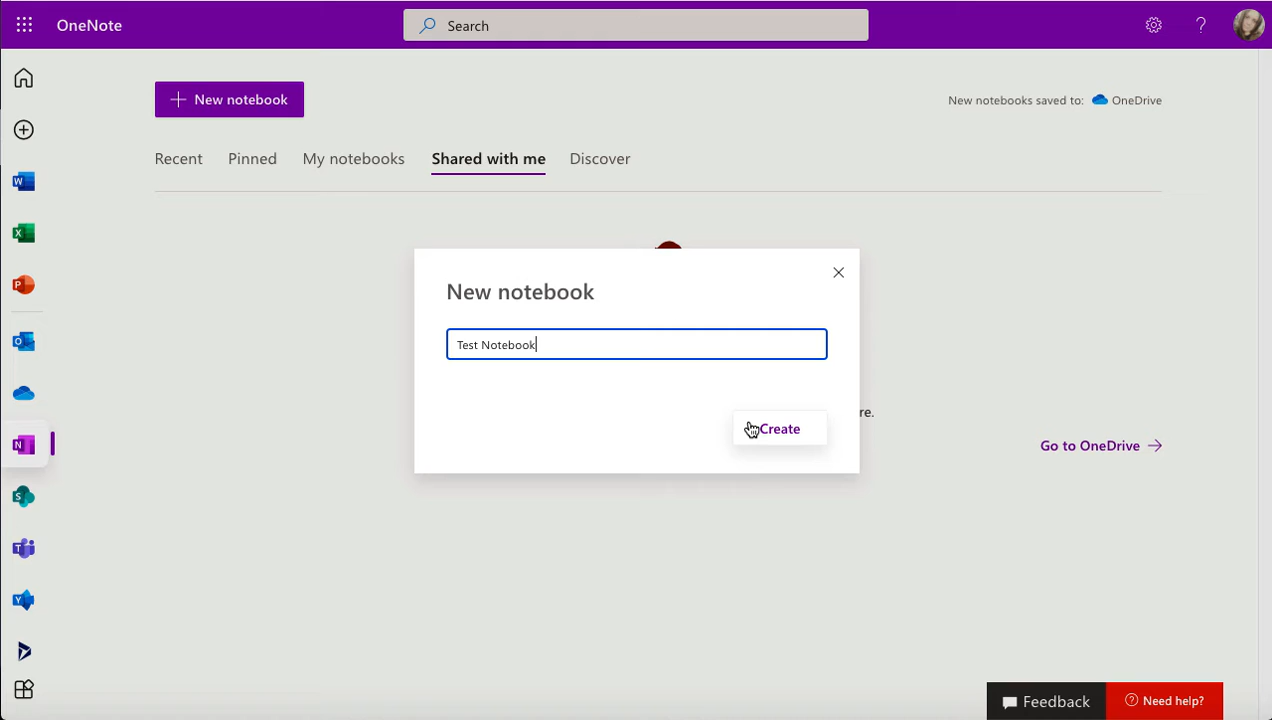 OneNote
Search
New notebook
New notebooks saved to: OneDrive
Recent Pinned My notebooks Shared with me Discover
New notebook
Test Notebook
re.
Create
Go to OneDrive
Feedback
Need help?